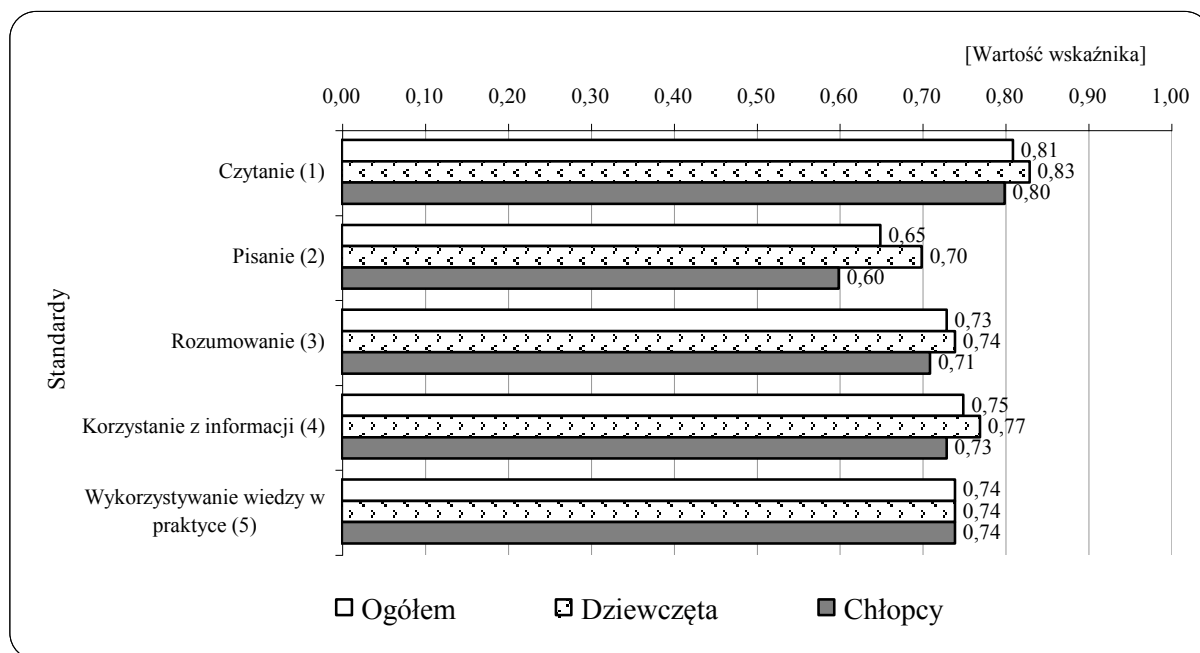 [Wartość wskaźnika]
0,00 0,10 0,20 0,30 0,40 0,50 0,60 0,70 0,80 0,90 1,00
Standardy
Czytanie (1)
0,81
0,83
0,80
Pisanie (2)
0,65
0,70
0,60
Rozumowanie (3)
0,73
0,74
0,71
Korzystanie z informacji (4)
0,75
0,77
0,73
Wykorzystywanie wiedzy w
praktyce (5)
0,74
0,74
0,74
Ogółem Dziewczęta Chłopcy